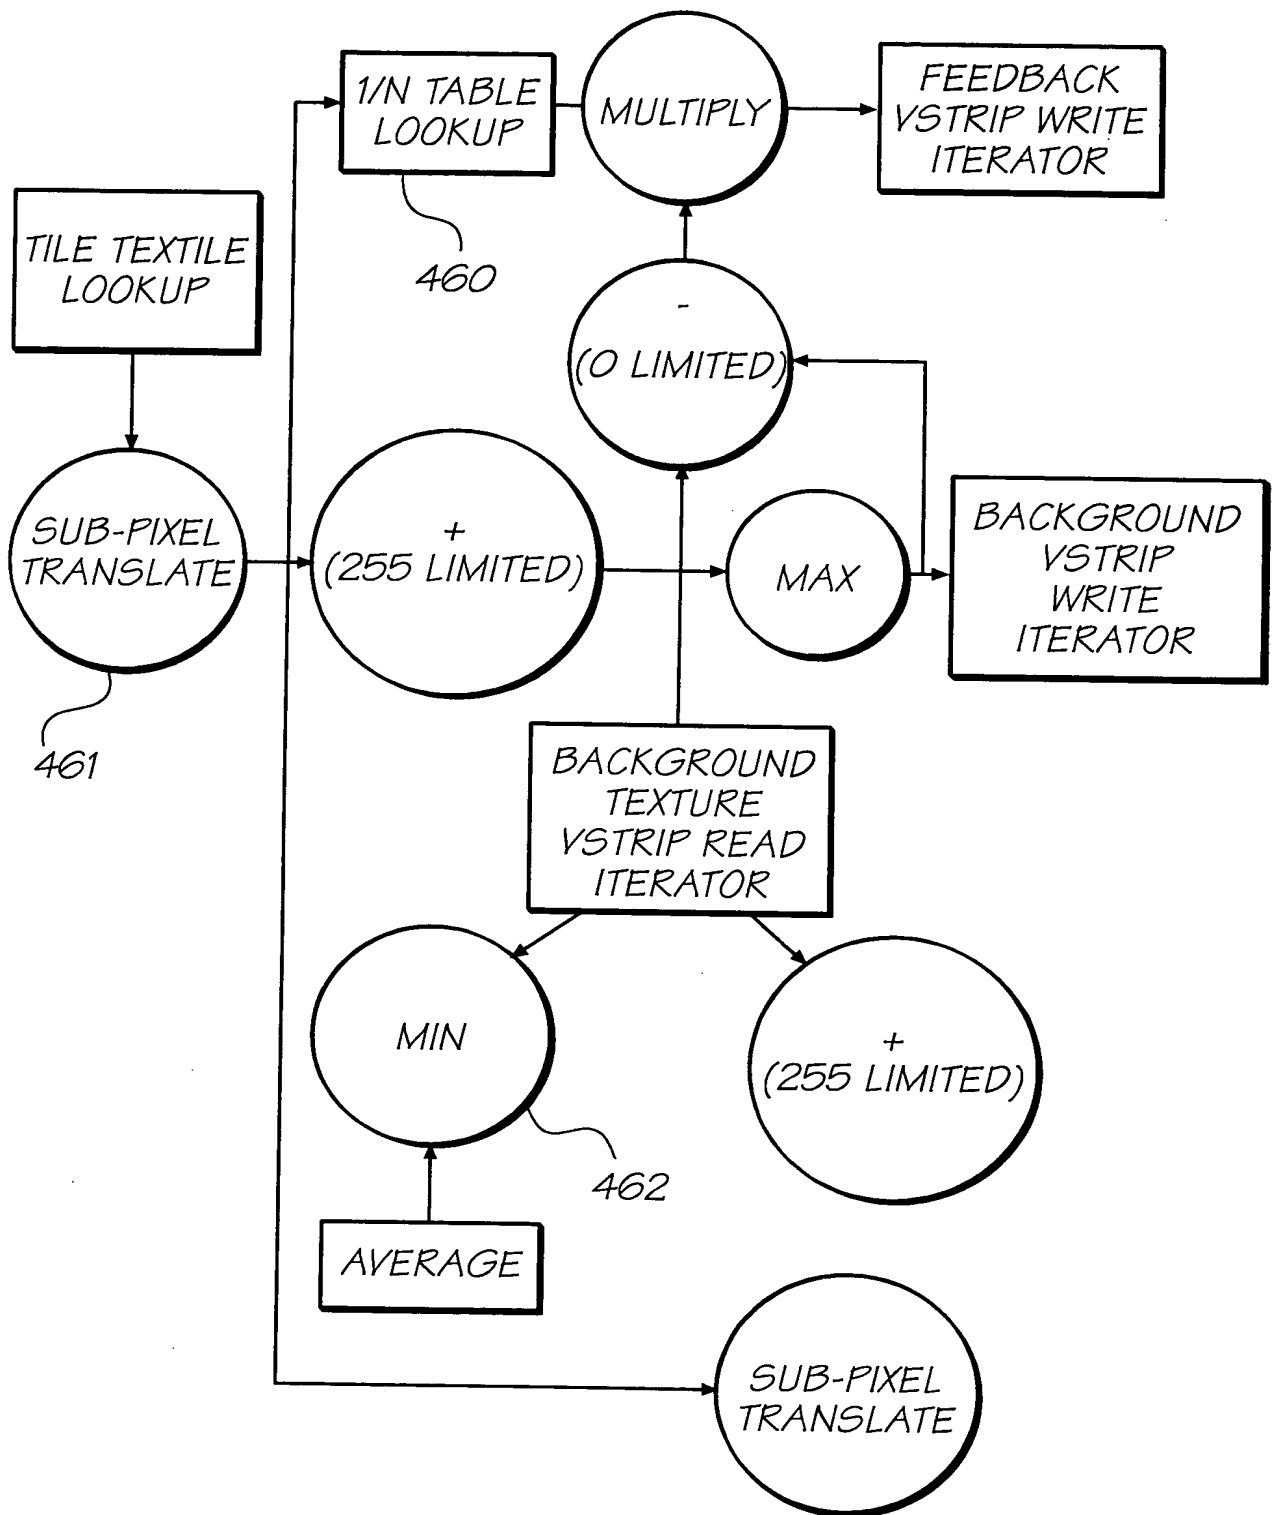 1/N TABLE
LOOKUP
MULTIPLY
FEEDBACK
VSTRIP WRITE
ITERATOR
TILE TEXTILE
LOOKUP
460
-
(0 LIMITED)
SUB-PIXEL
TRANSLATE
+
(255 LIMITED)
MAX
BACKGROUND
VSTRIP
WRITE
ITERATOR
461
BACKGROUND
TEXTURE
VSTRIP READ
ITERATOR
MIN
+
(255 LIMITED)
462
AVERAGE
SUB-PIXEL
TRANSLATE